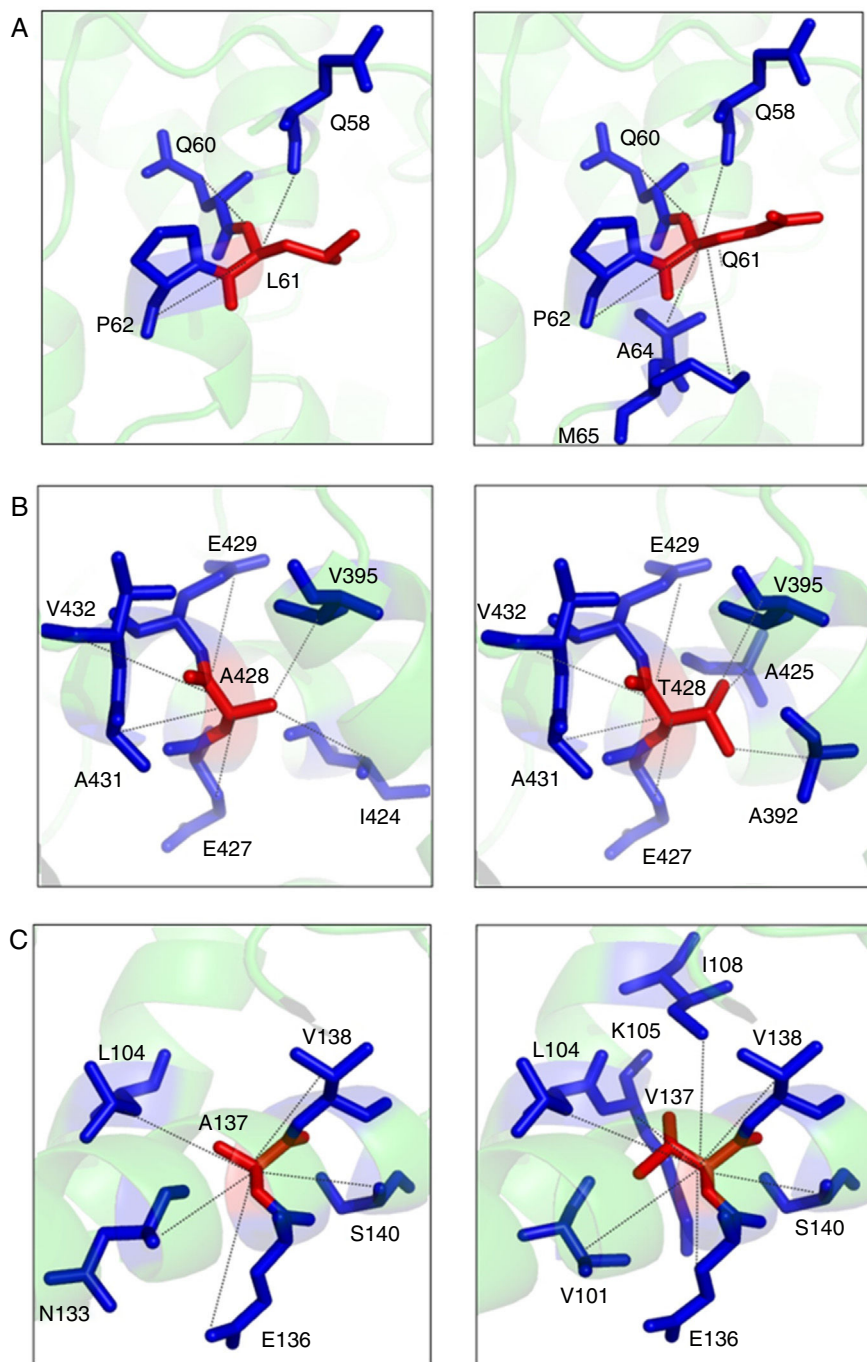 A
Q58
Q60
L61
P62
Q58
Q60
Q61
P62
A64
M65
B
E429
V395
V432
A428
A431
I424
E427
E429
V395
V432
A425
T428
A431
A392
E427
C
V138
L104
A137
S140
N133
E136
I108
K105
V138
L104
V137
S140
V101
E136